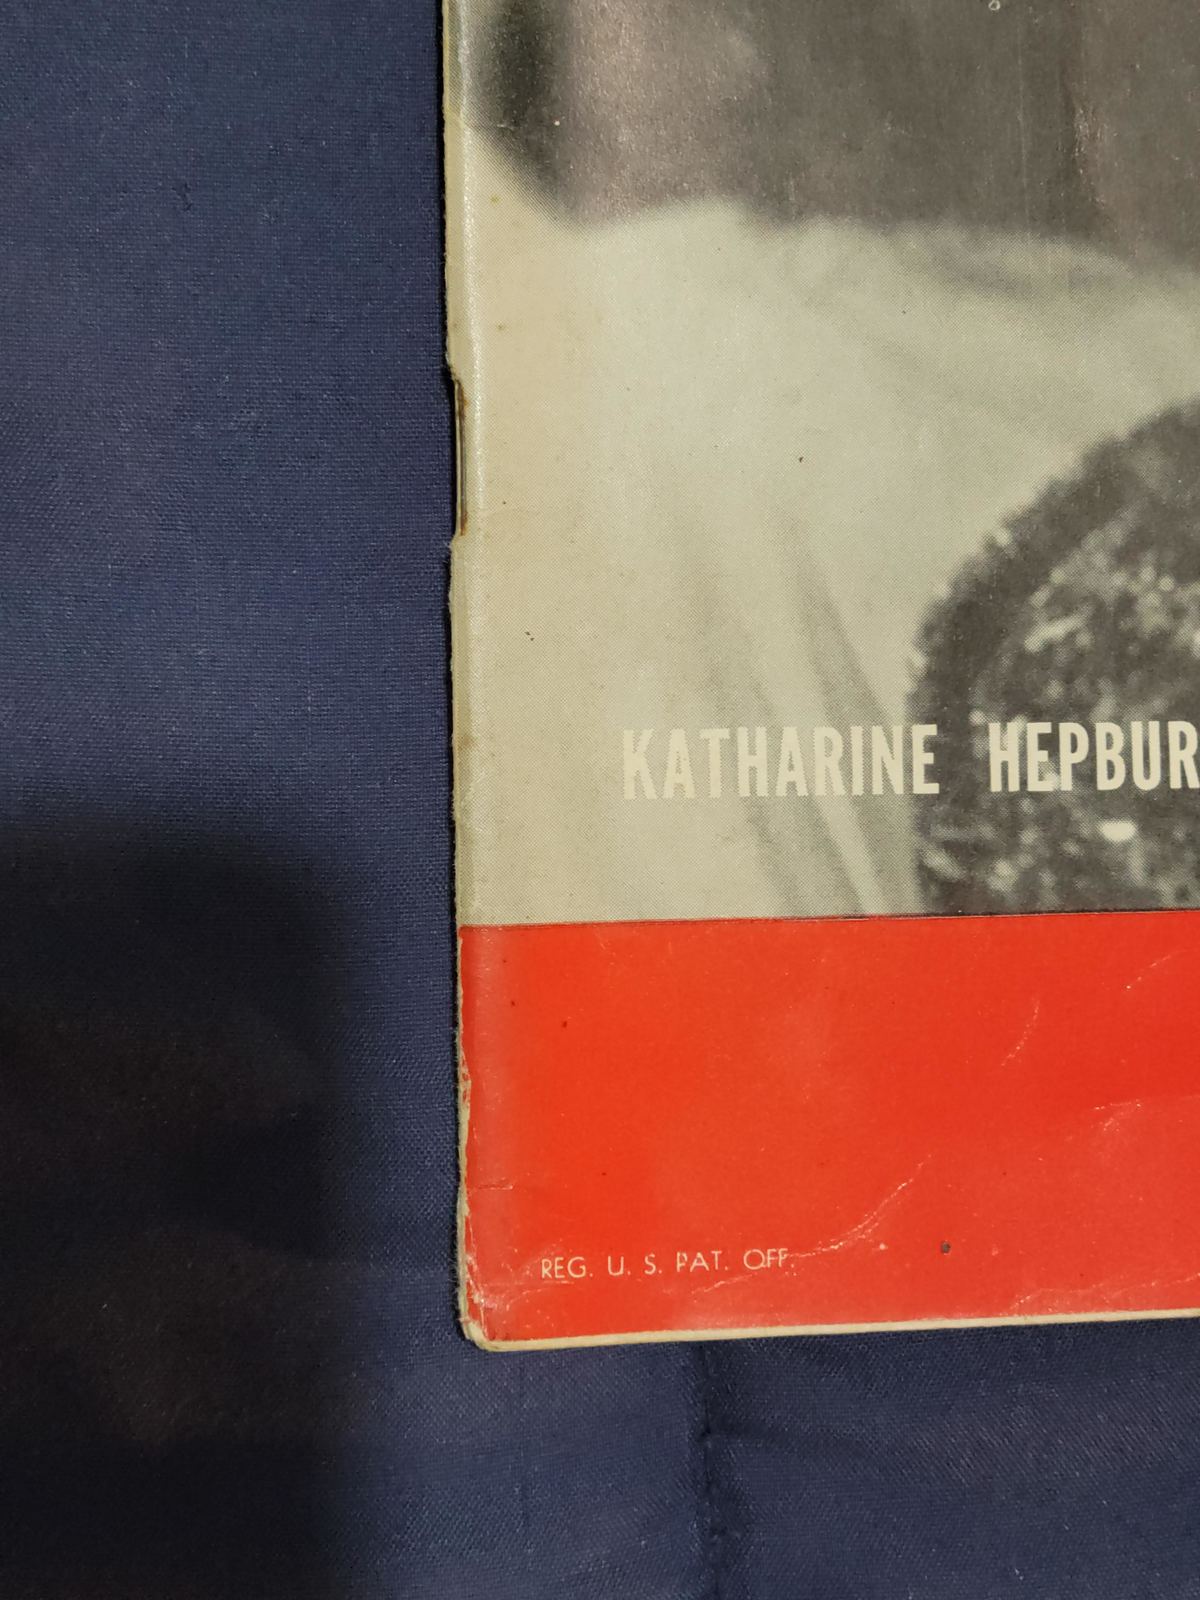 KATHARINE HEPBUR
REG. U. S. PAT. OFF.